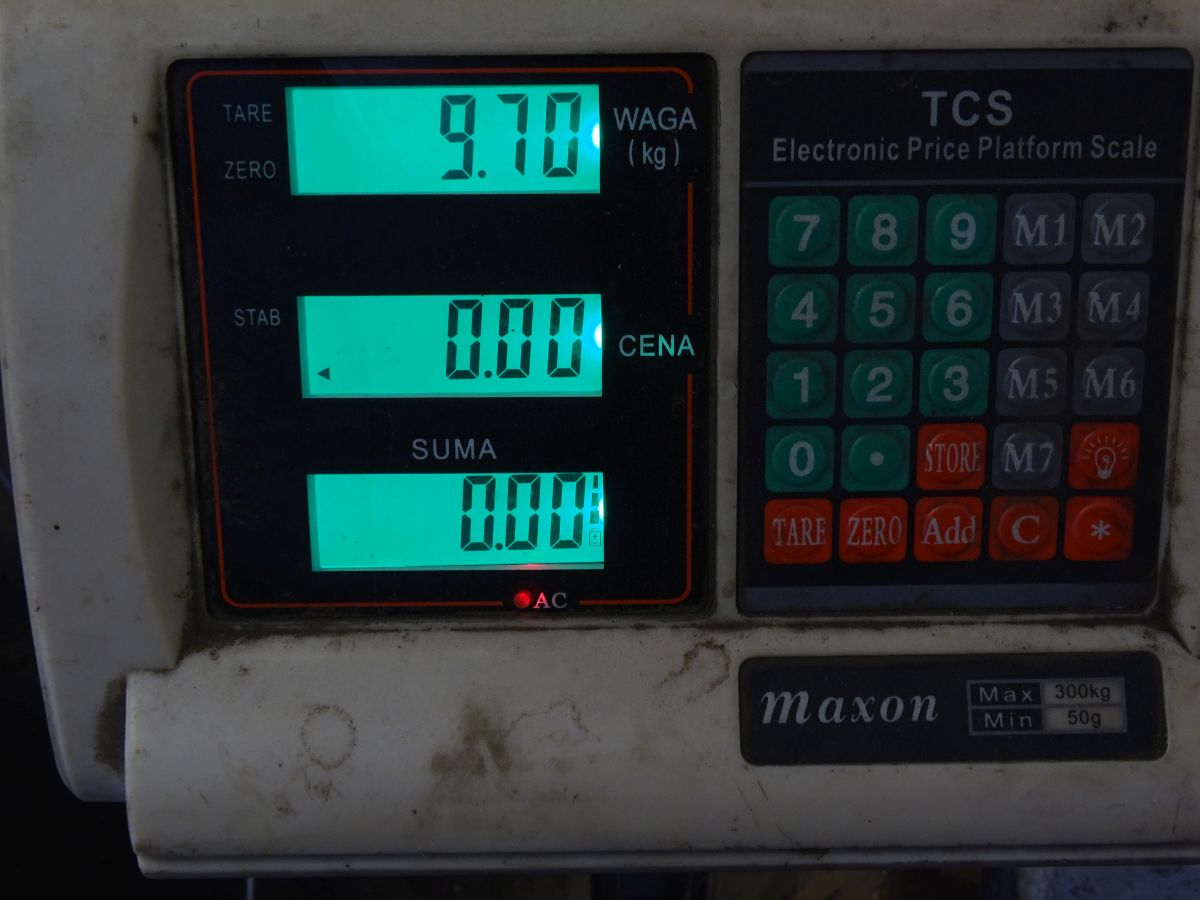 TARE
9.70
WAGA
(kg)
ZERO
STAB
0.00
CENA
SUMA
0.00
AC
TCS
Electronic Price Platform Scale
7 8 9 M1 M2
4 5 6 M3 M4
1 2 3 M5 M6
0 . STORE M7
TARE ZERO Add C *
maxon
Max 300kg
Min 50g